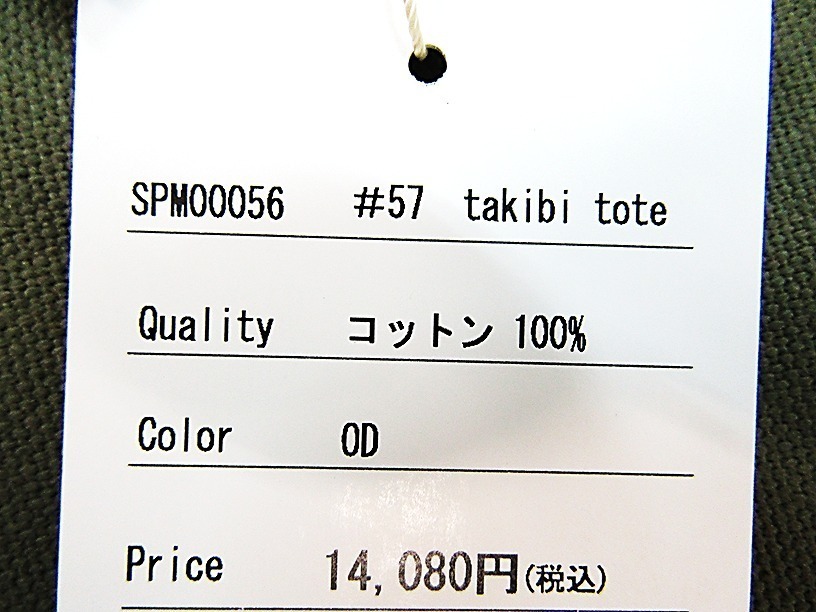 SPM00056 #57 takibi tote
Quality コットン 100%
Color OD
Price 14,080円(税込)